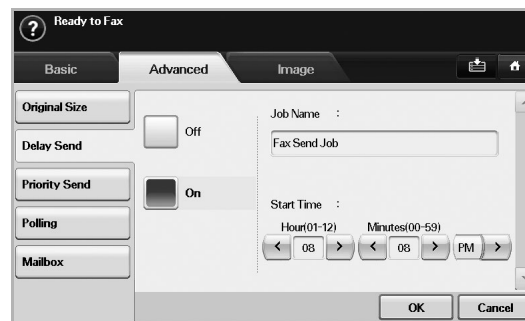 ? Ready to Fax
Basic Advanced Image
Original Size
Delay Send
Priority Send
Polling
Mailbox
Off
On
Job Name :
Fax Send Job
Start Time :
Hour(01-12) Minutes(00-59)
< 08 > < 08 > PM >
OK Cancel